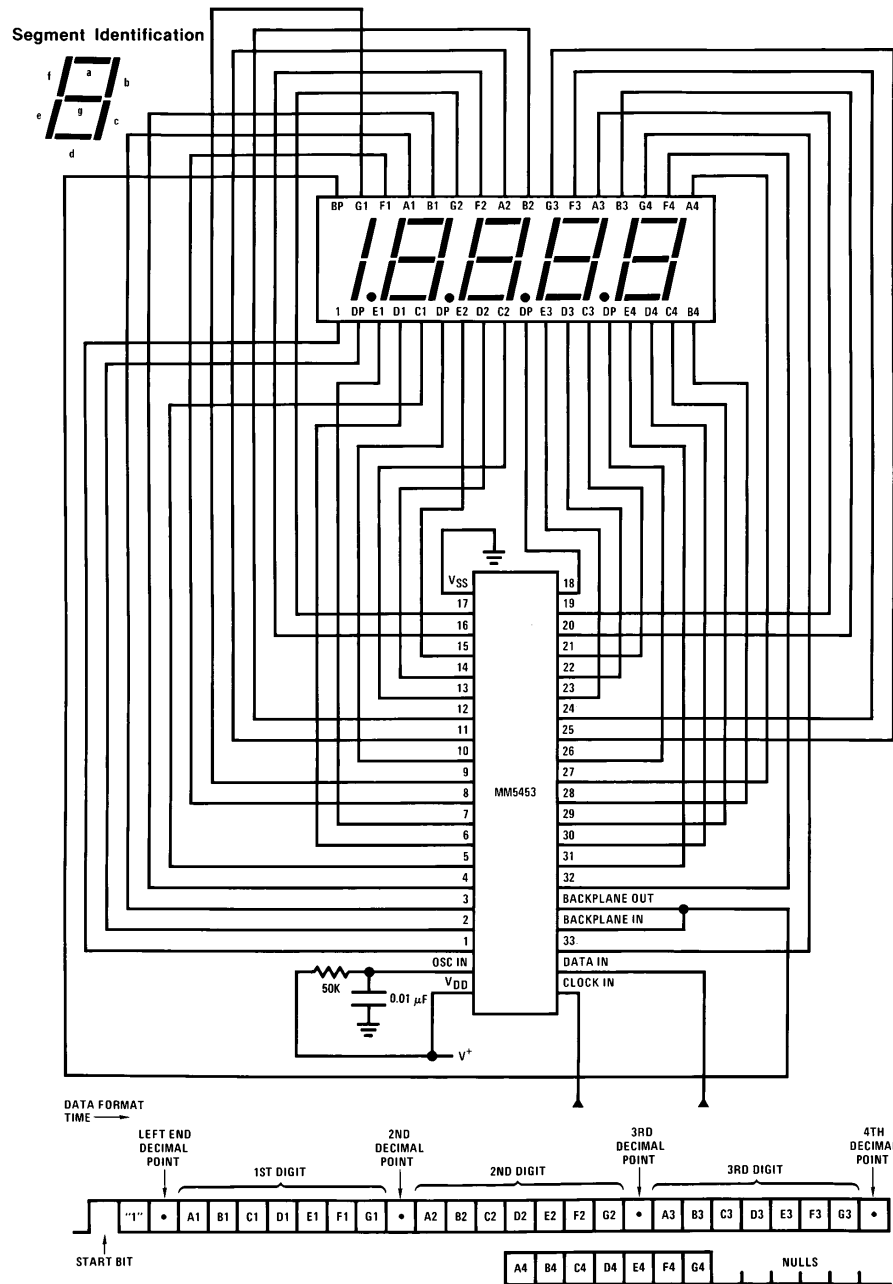 Segment Identification
a
f
b
g
e
c
d
BP G1 F1 A1 B1 G2 F2 A2 B2 G3 F3 A3 B3 G4 F4 A4
1 DP E1 D1 C1 DP E2 D2 C2 DP E3 D3 C3 DP E4 D4 C4 B4
VSS 18
17 19
16 20
15 21
14 22
13 23
12 24
11 25
10 26
9 27
MM5453
8 28
7 29
6 30
5 31
4 32
3 BACKPLANE OUT
2 BACKPLANE IN
1 33
OSC IN DATA IN
VDD CLOCK IN
50K
0.01 μF
V+
DATA FORMAT
TIME
LEFT END DECIMAL POINT
1ST DIGIT
2ND DECIMAL POINT
2ND DIGIT
3RD DECIMAL POINT
3RD DIGIT
4TH DECIMAL POINT
"1" • A1 B1 C1 D1 E1 F1 G1 • A2 B2 C2 D2 E2 F2 G2 • A3 B3 C3 D3 E3 F3 G3 •
START BIT
A4 B4 C4 D4 E4 F4 G4 NULLS